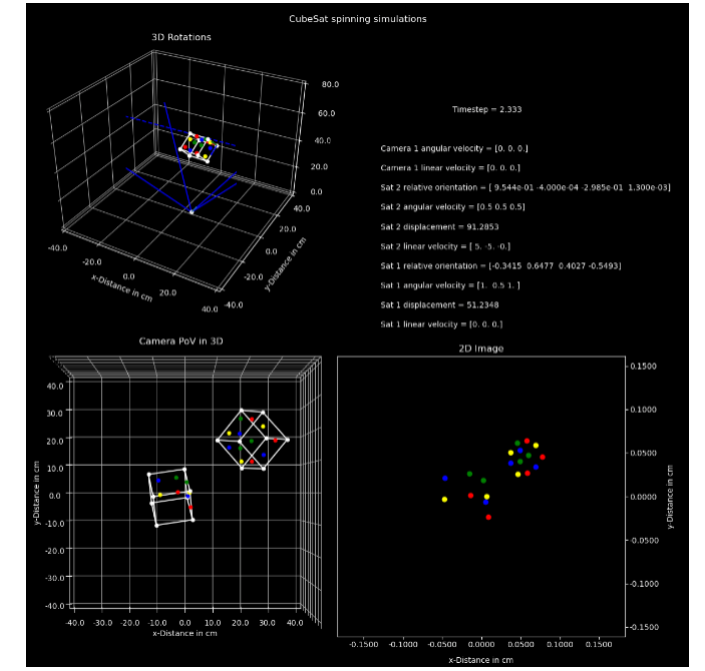 CubeSat spinning simulations
3D Rotations
80.0
60.0
40.0
20.0
0.0
40.0
20.0
0.0
-20.0
-40.0
y-Distance in cm
-40.0
-20.0
0.0
20.0
40.0
x-Distance in cm
Timestep = 2.333
Camera 1 angular velocity = [0. 0. 0.]
Camera 1 linear velocity = [0. 0. 0.]
Sat 2 relative orientation = [ 9.544e-01 -4.000e-04 -2.985e-01 1.300e-03]
Sat 2 angular velocity = [0.5 0.5 0.5]
Sat 2 displacement = 91.2853
Sat 2 linear velocity = [ 5. -5. -0.]
Sat 1 relative orientation = [-0.3415 0.6477 0.4027 -0.5493]
Sat 1 angular velocity = [1. 0.5 1. ]
Sat 1 displacement = 51.2348
Sat 1 linear velocity = [0. 0. 0.]
Camera PoV in 3D
40.0
30.0
20.0
10.0
0.0
-10.0
-20.0
-30.0
-40.0
y-Distance in cm
40.0 30.0 20.0 10.0 0.0 10.0 20.0 30.0 40.0
x-Distance in cm
2D Image
0.1500
0.1000
0.0500
0.0000
-0.0500
-0.1000
-0.1500
y-Distance in cm
-0.1500 -0.1000 -0.0500 0.0000 0.0500 0.1000 0.1500
x-Distance in cm